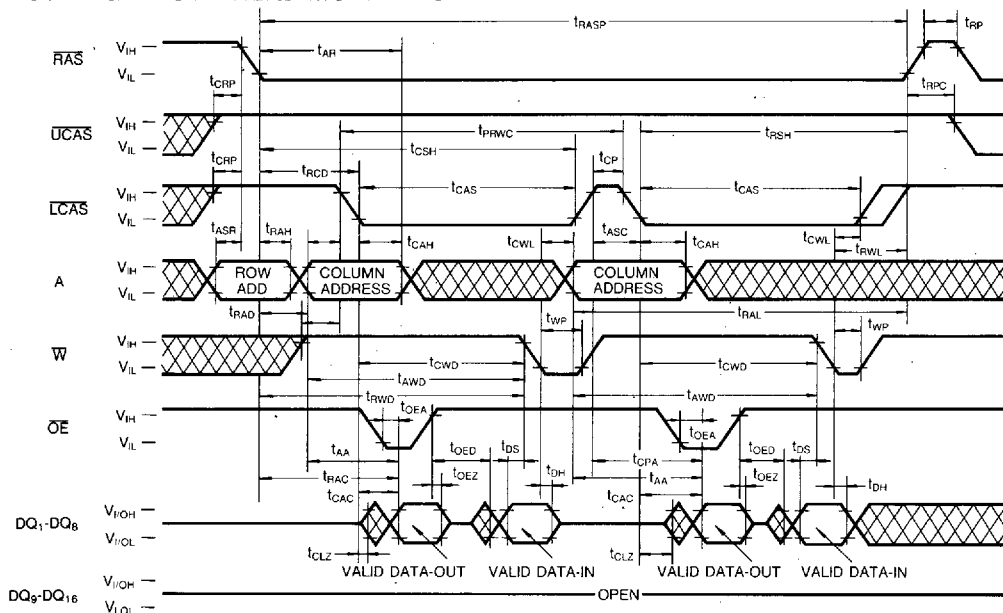 tRASP tRP
tAR
RAS VIH
VIL
tCRP tRPC
UCAS VIH
VIL
tPRWC tRSH
tCSH
tCRP tRCD tCP
LCAS VIH tCAS tCAS
VIL
tASR tRAH tCAH tCWL tASC tCAH tCWL
tRWL
A VIH ROW ADD COLUMN ADDRESS COLUMN ADDRESS
VIL
tRAD tWP tRAL tWP
W VIH
VIL
tCWD tCWD
tAWD tAWD
tRWD
OE VIH tOEA tOEA
VIL
tAA tOED tDS tCPA tOED tDS
tRAC tOEZ tDH tAA tOEZ tDH
tCAC tCAC
DQ1-DQ8 VI/OH
VI/OL
tCLZ tCLZ
VALID DATA-OUT VALID DATA-IN VALID DATA-OUT VALID DATA-IN
DQ9-DQ16 VI/OH
OPEN
VI/OL